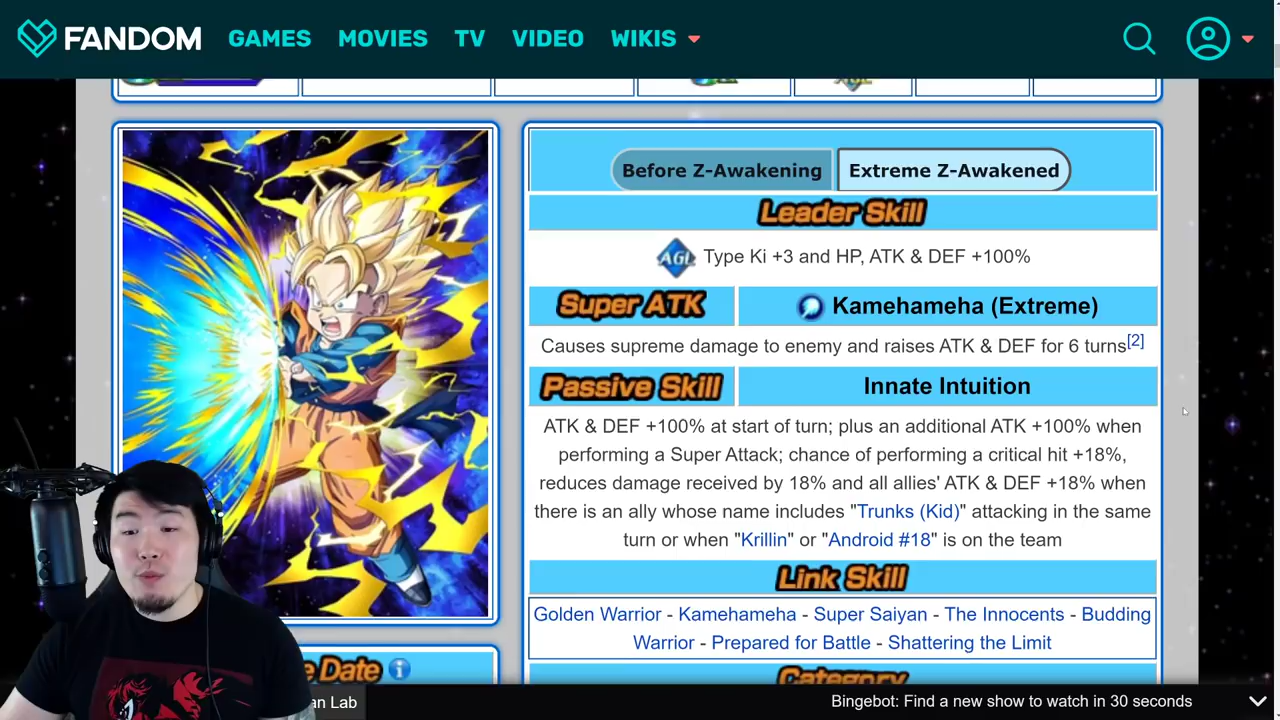 FANDOM GAMES MOVIES TV VIDEO WIKIS
Before Z-Awakening Extreme Z-Awakened
Leader Skill
AGL Type Ki +3 and HP, ATK & DEF +100%
Super ATK Kamehameha (Extreme)
Causes supreme damage to enemy and raises ATK & DEF for 6 turns[2]
Passive Skill Innate Intuition
ATK & DEF +100% at start of turn; plus an additional ATK +100% when
performing a Super Attack; chance of performing a critical hit +18%,
reduces damage received by 18% and all allies' ATK & DEF +18% when
there is an ally whose name includes "Trunks (Kid)" attacking in the same
turn or when "Krillin" or "Android #18" is on the team
Link Skill
Golden Warrior - Kamehameha - Super Saiyan - The Innocents - Budding
Warrior - Prepared for Battle - Shattering the Limit
Category
e Date
an Lab
Bingebot: Find a new show to watch in 30 seconds